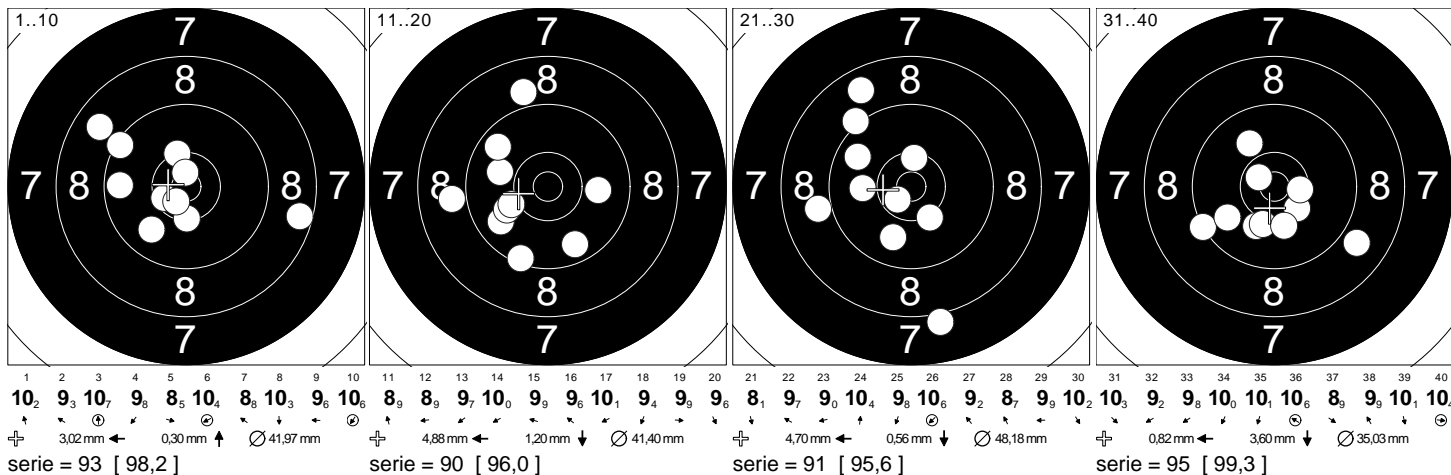 1..10 11..20 21..30 31..40
7 7 7 7
8 8 8 8
7 8 8 7 7 8 8 7 7 8 8 7 7 8 8 7
8 8 8 8
7 7 7 7
1 2 3 4 5 6 7 8 9 10 11 12 13 14 15 16 17 18 19 20 21 22 23 24 25 26 27 28 29 30 31 32 33 34 35 36 37 38 39 40
10₂ 9₃ 10₇ 9₈ 8₅ 10₄ 8₈ 10₃ 9₆ 10₆ 8₉ 8₉ 9₇ 10₀ 9₉ 9₆ 10₁ 9₄ 9₉ 9₆ 8₁ 9₇ 9₀ 10₄ 9₈ 10₆ 9₂ 8₇ 9₉ 10₂ 10₃ 9₂ 9₈ 10₀ 10₁ 10₆ 8₉ 9₉ 10₁ 10₄
3,02 mm 0,30 mm 41,97 mm 4,88 mm 1,20 mm 41,40 mm 4,70 mm 0,56 mm 48,18 mm 0,82 mm 3,60 mm 35,03 mm
serie = 93 [ 98,2 ] serie = 90 [ 96,0 ] serie = 91 [ 95,6 ] serie = 95 [ 99,3 ]